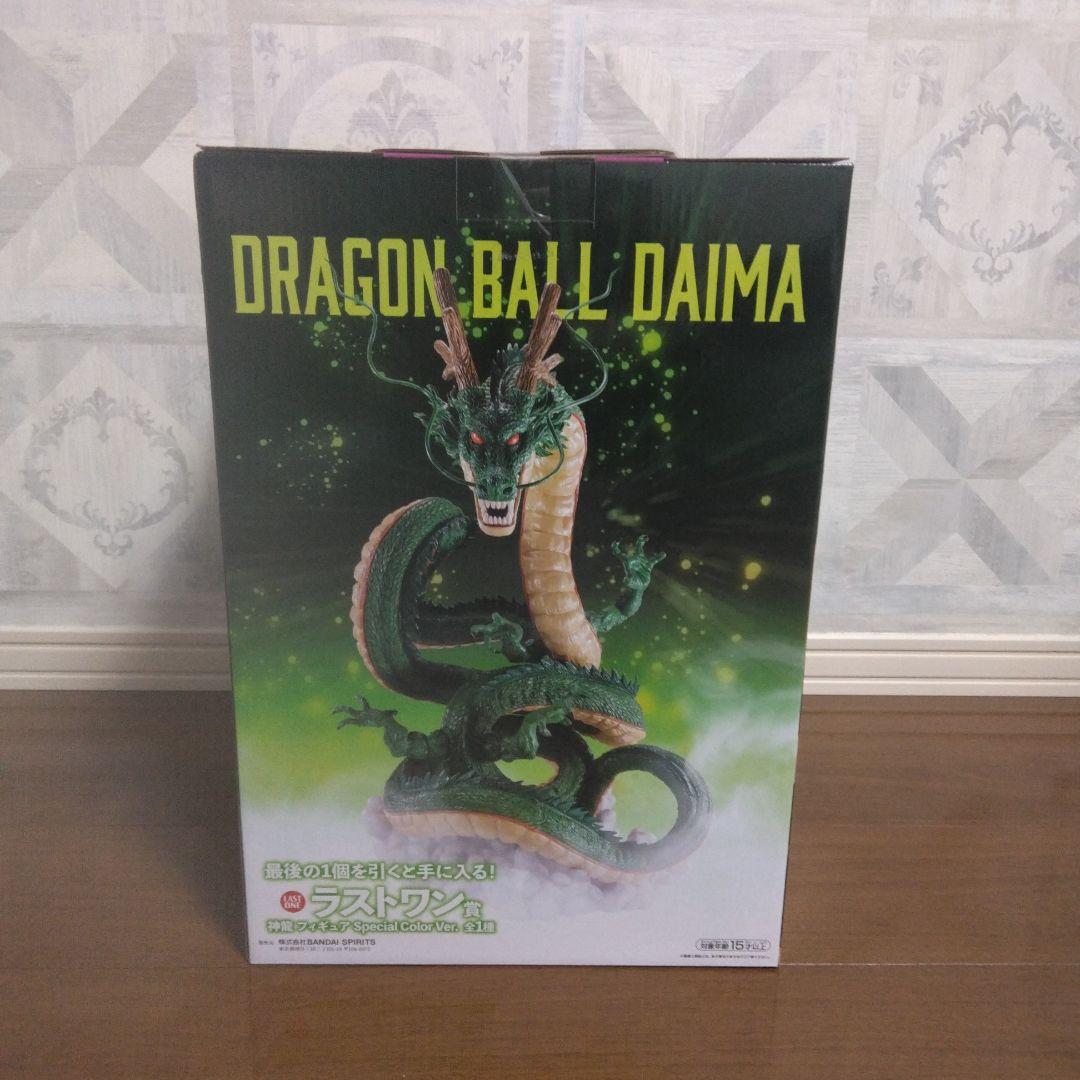 DRAGON BALL DAIMA
最後の1個を引くと手に入る!
LAST ONE ラストワン賞
神龍 フィギュア Special Color Ver. 全1種
発売元 株式会社BANDAI SPIRITS
対象年齢 15才以上